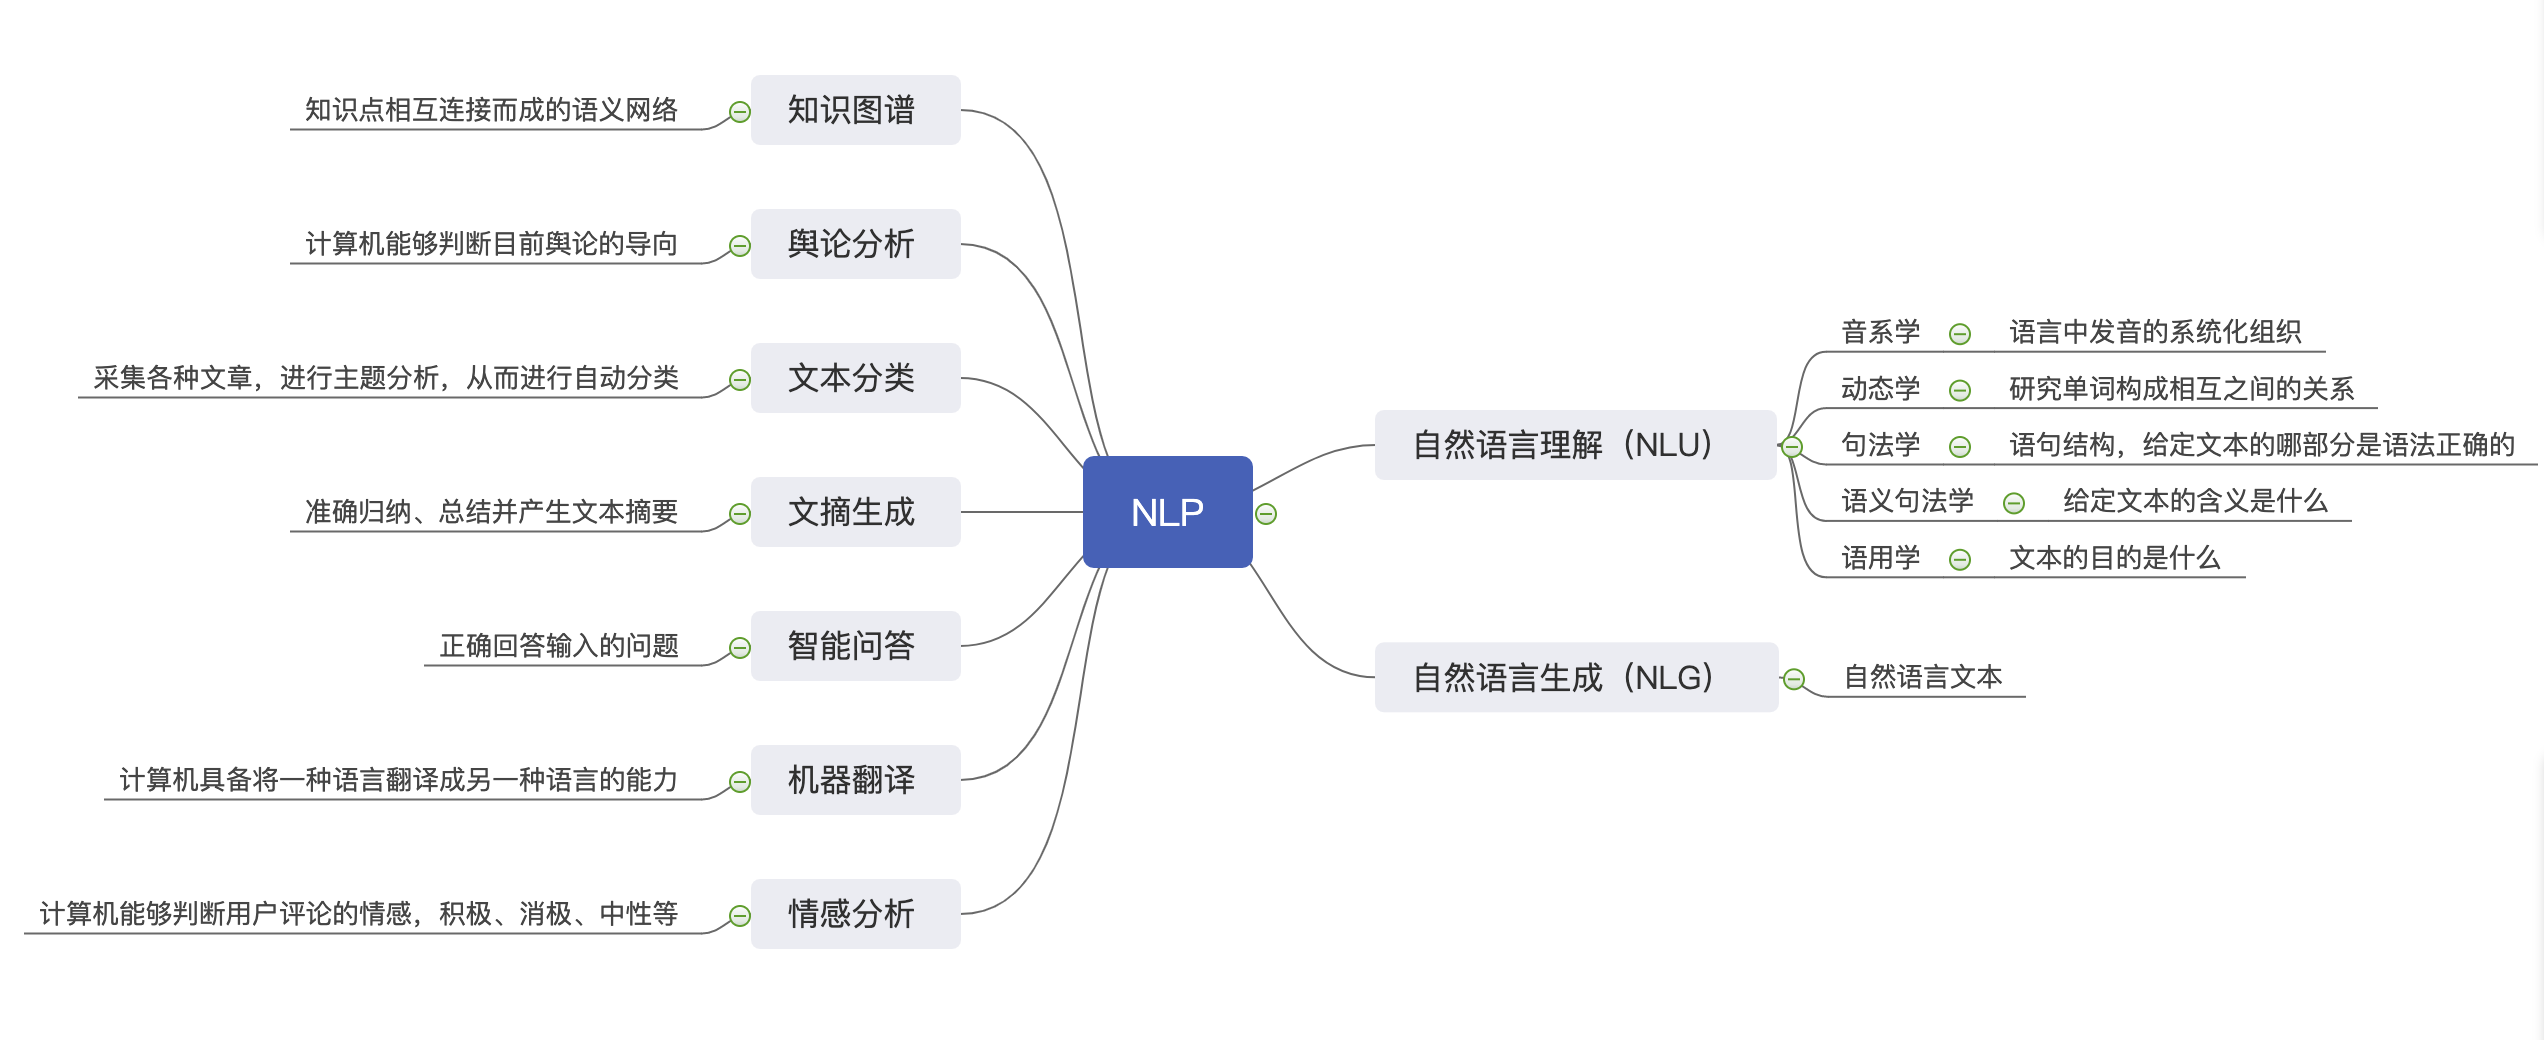 知识图谱
知识点相互连接而成的语义网络
舆论分析
计算机能够判断目前舆论的导向
文本分类
采集各种文章，进行主题分析，从而进行自动分类
文摘生成
准确归纳、总结并产生文本摘要
智能问答
正确回答输入的问题
机器翻译
计算机具备将一种语言翻译成另一种语言的能力
情感分析
计算机能够判断用户评论的情感，积极、消极、中性等
NLP
自然语言理解（NLU）
音系学 语言中发音的系统化组织
动态学 研究单词构成相互之间的关系
句法学 语句结构，给定文本的哪部分是语法正确的
语义句法学 给定文本的含义是什么
语用学 文本的目的是什么
自然语言生成（NLG）
自然语言文本